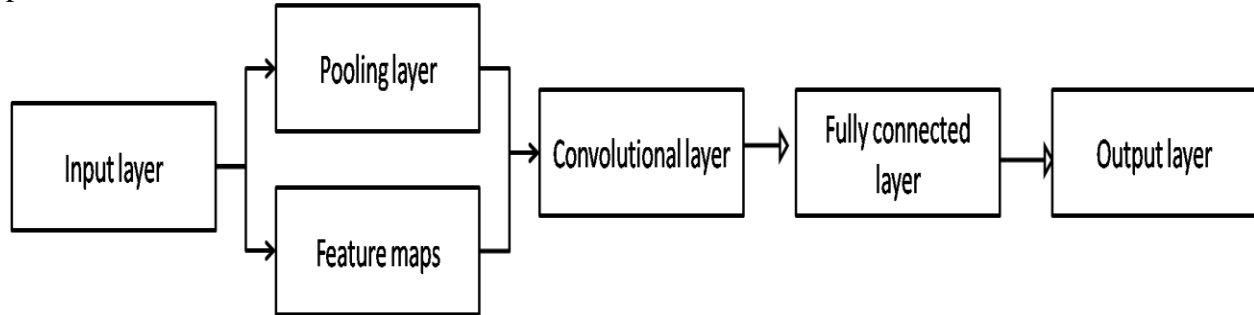 Pooling layer
Input layer
Feature maps
Convolutional layer
Fully connected
layer
Output layer